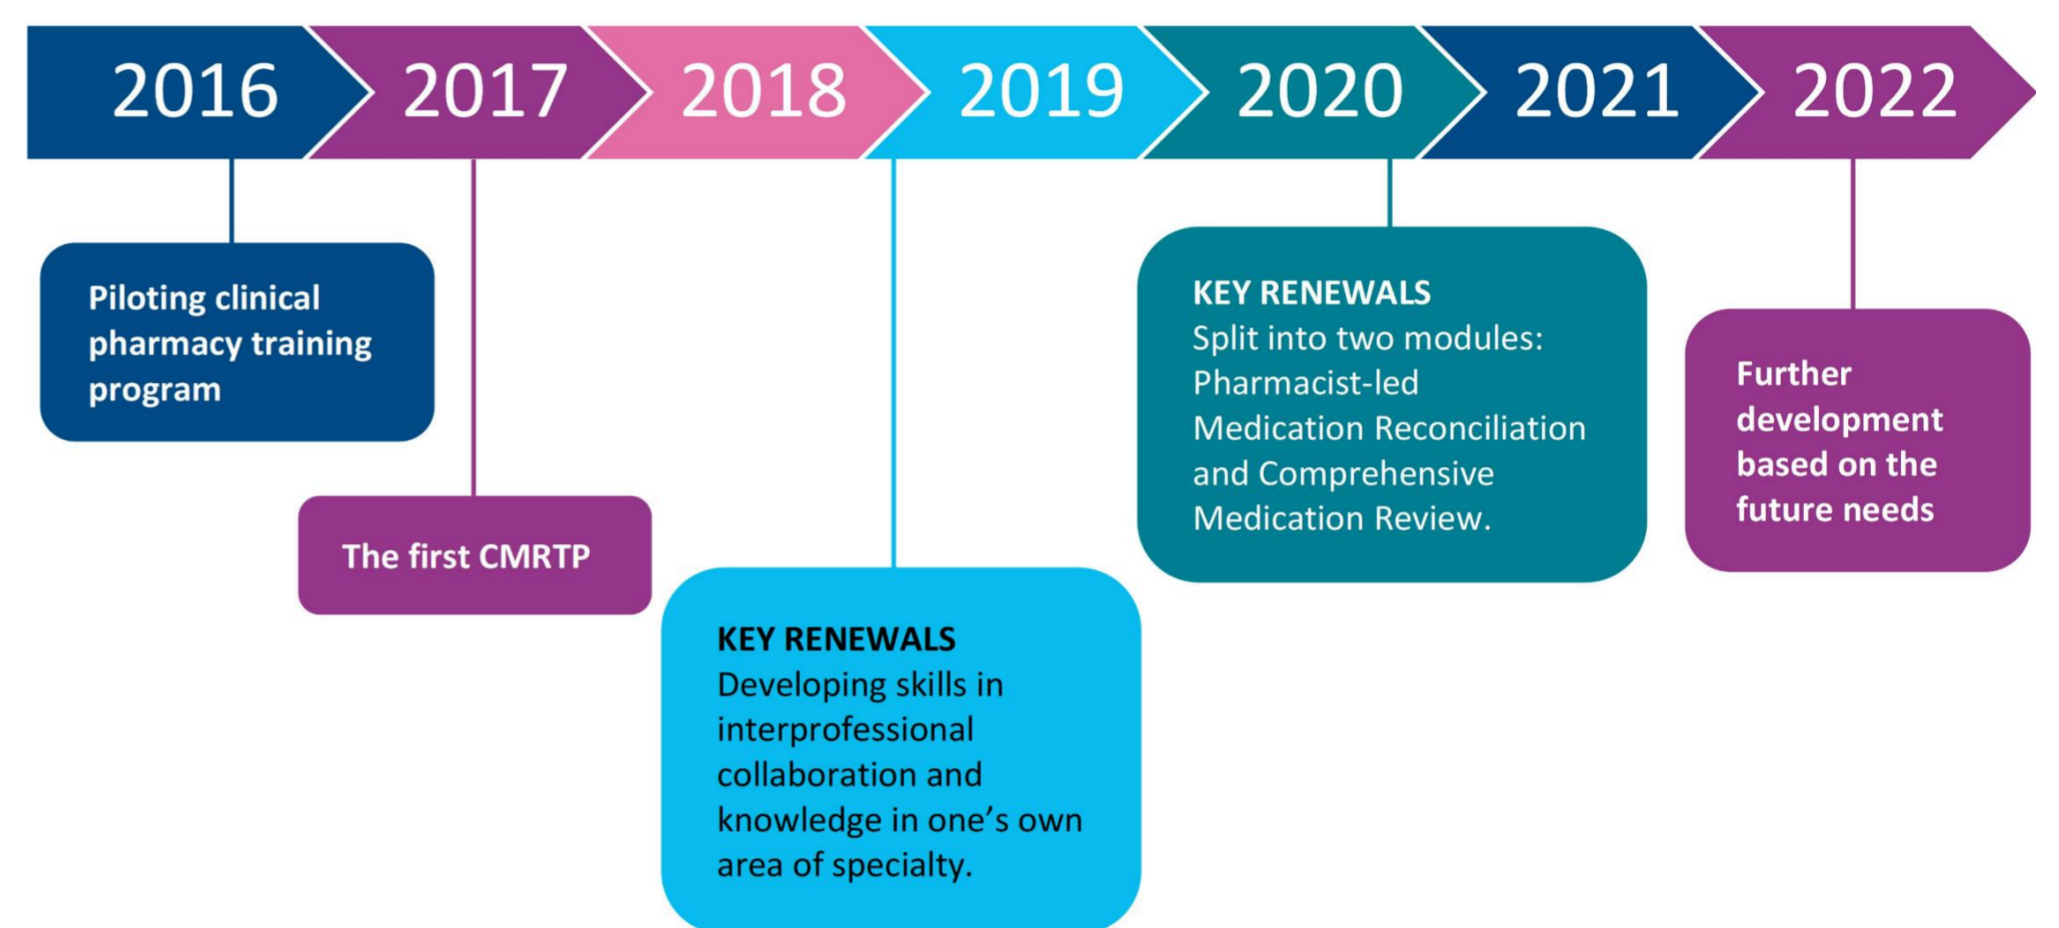 2016
2017
2018
2019
2020
2021
2022
Piloting clinical
pharmacy training
program
The first CMRTP
KEY RENEWALS
Developing skills in
interprofessional
collaboration and
knowledge in one’s own
area of specialty.
KEY RENEWALS
Split into two modules:
Pharmacist-led
Medication Reconciliation
and Comprehensive
Medication Review.
Further
development
based on the
future needs